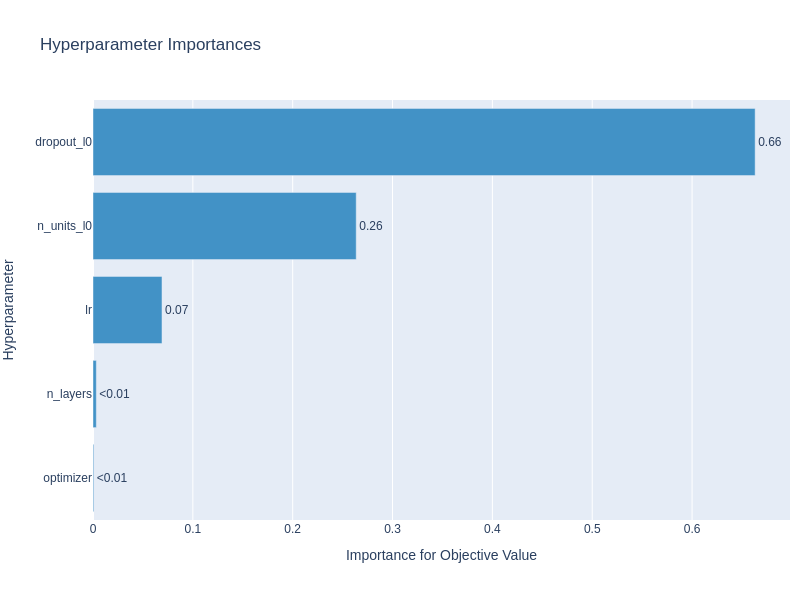 Hyperparameter Importances
dropout_l0
0.66
n_units_l0
0.26
lr
0.07
n_layers
<0.01
optimizer
<0.01
Hyperparameter
0
0.1
0.2
0.3
0.4
0.5
0.6
Importance for Objective Value